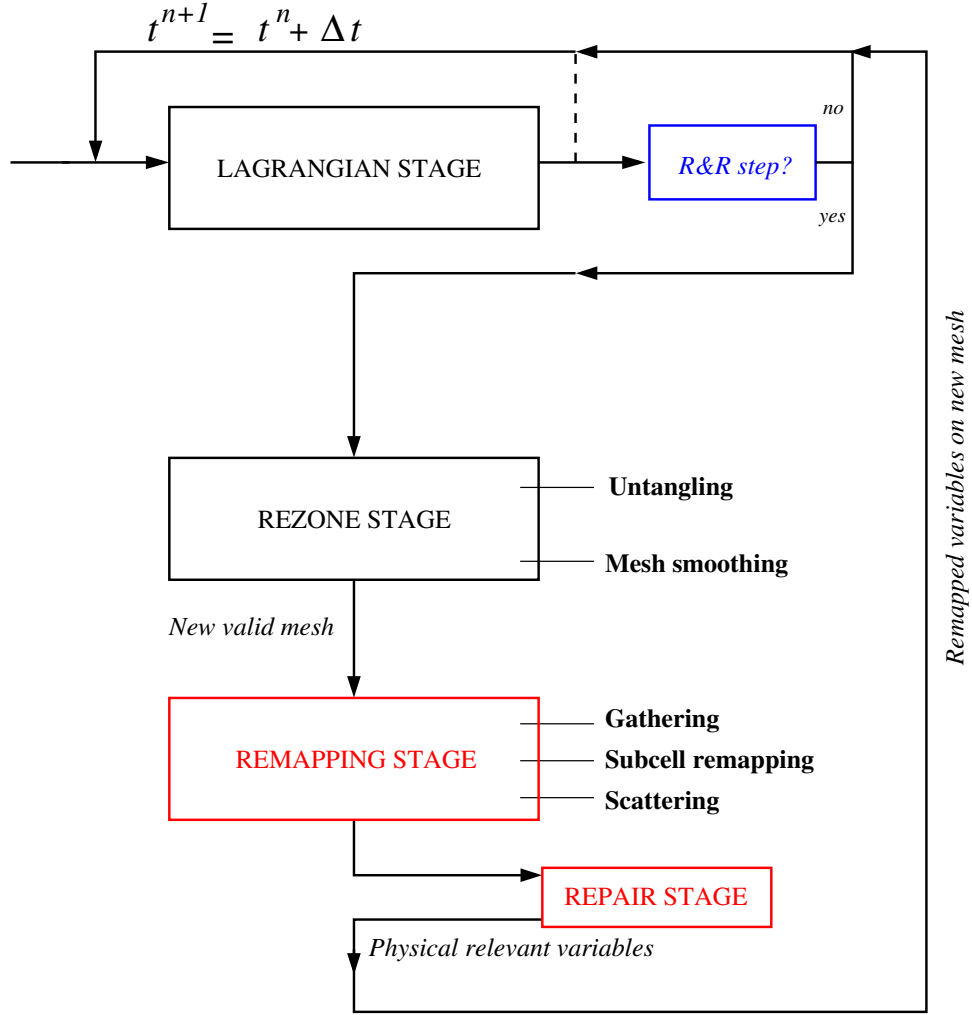 t^{n+1} = t^n + Δt
no
LAGRANGIAN STAGE
R&R step?
yes
Remapped variables on new mesh
Untangling
REZONE STAGE
Mesh smoothing
New valid mesh
Gathering
REMAPPING STAGE
Subcell remapping
Scattering
REPAIR STAGE
Physical relevant variables